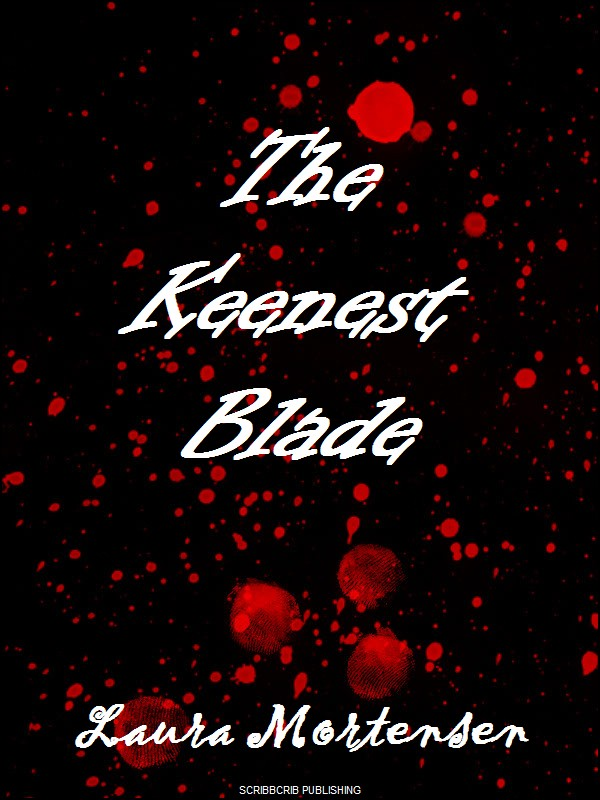 The
Keenest
Blade
Laura Mortensen
SCRIBBCRIB PUBLISHING